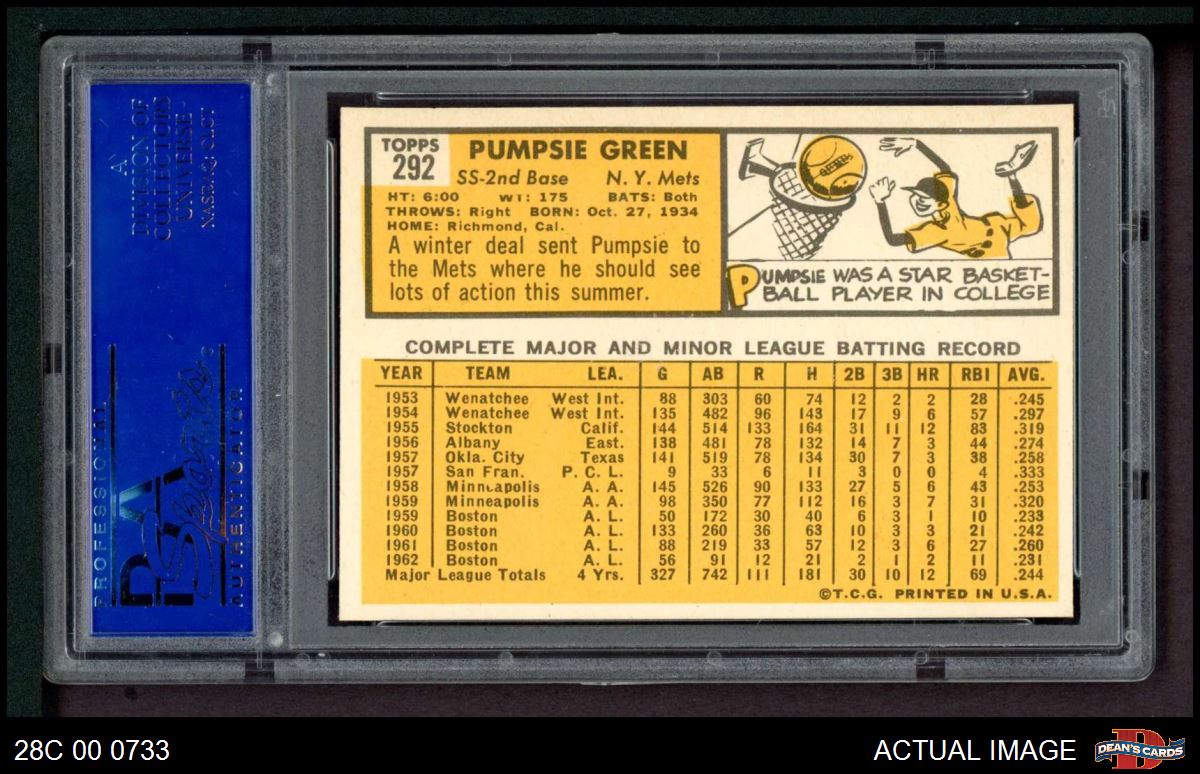 A
DIVISION OF
COLLECTORS
UNIVERSE
NASDAQ: CLCT
PROFESSIONAL
PSA
AUTHENTICATOR
TOPPS
292
PUMPSIE GREEN
SS-2nd Base N. Y. Mets
HT: 6:00 WT: 175 BATS: Both
THROWS: Right BORN: Oct. 27, 1934
HOME: Richmond, Cal.
A winter deal sent Pumpsie to
the Mets where he should see
lots of action this summer.
PUMPSIE WAS A STAR BASKET-
BALL PLAYER IN COLLEGE
COMPLETE MAJOR AND MINOR LEAGUE BATTING RECORD
YEAR TEAM LEA. G AB R H 2B 3B HR RBI AVG.
1953 Wenatchee West Int. 88 303 60 74 12 2 2 28 .245
1954 Wenatchee West Int. 135 482 96 143 17 9 6 57 .297
1955 Stockton Calif. 144 514 133 164 31 11 12 83 .319
1956 Albany East. 138 481 78 132 14 7 3 44 .274
1957 Okla. City Texas 141 519 78 134 30 7 3 38 .258
1957 San Fran. P. C. L. 9 33 6 11 3 0 0 4 .333
1958 Minneapolis A. A. 145 526 90 133 27 5 6 43 .253
1959 Minneapolis A. A. 98 350 77 112 16 3 7 31 .320
1959 Boston A. L. 50 172 30 40 6 3 1 10 .233
1960 Boston A. L. 133 260 36 63 10 3 3 21 .242
1961 Boston A. L. 88 219 33 57 12 3 6 27 .260
1962 Boston A. L. 56 91 12 21 2 1 2 11 .231
Major League Totals 4 Yrs. 327 742 111 181 30 10 12 69 .244
©T.C.G. PRINTED IN U.S.A.
28C 00 0733
ACTUAL IMAGE
DEAN'S CARDS